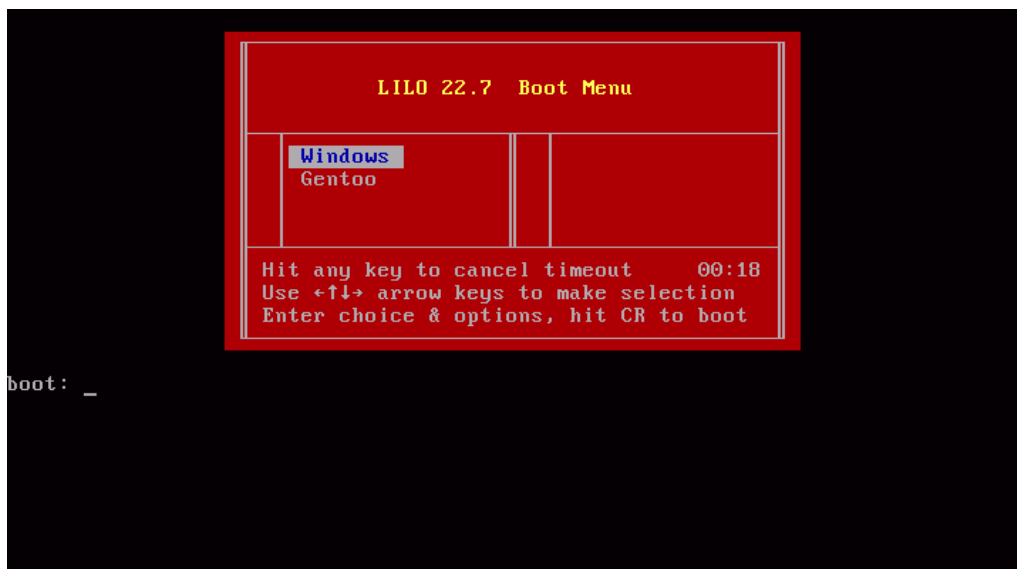 LILO 22.7  Boot Menu
Windows
Gentoo
Hit any key to cancel timeout     00:18
Use ←↑↓→ arrow keys to make selection
Enter choice & options, hit CR to boot
boot: _